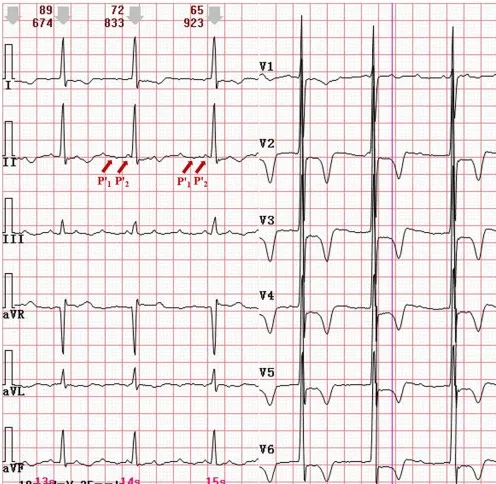 89 72 65
674 833 923
I
V1
II
V2
P'1 P'2 P'1 P'2
III
V3
aVR
V4
aVL
V5
aVF
V6
13s 14s 15s